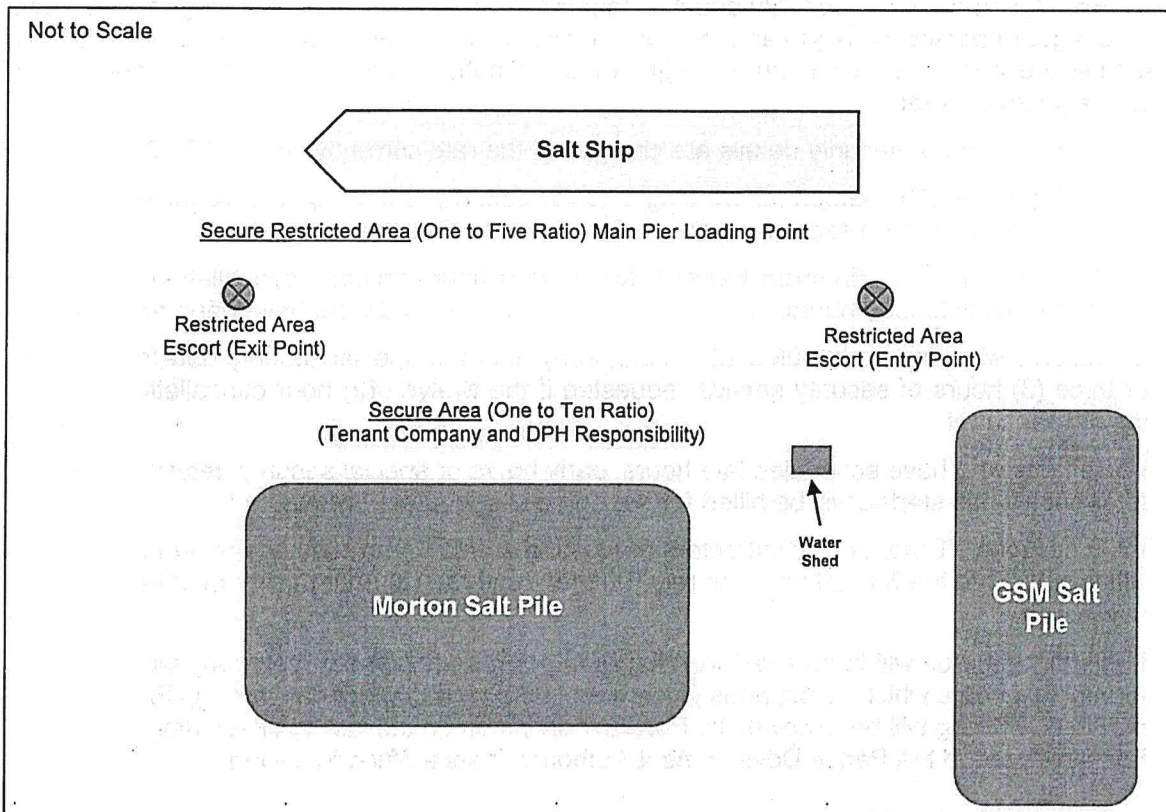 Not to Scale
Salt Ship
Secure Restricted Area (One to Five Ratio) Main Pier Loading Point
Restricted Area
Escort (Exit Point)
Restricted Area
Escort (Entry Point)
Secure Area (One to Ten Ratio)
(Tenant Company and DPH Responsibility)
Water
Shed
Morton Salt Pile
GSM Salt
Pile